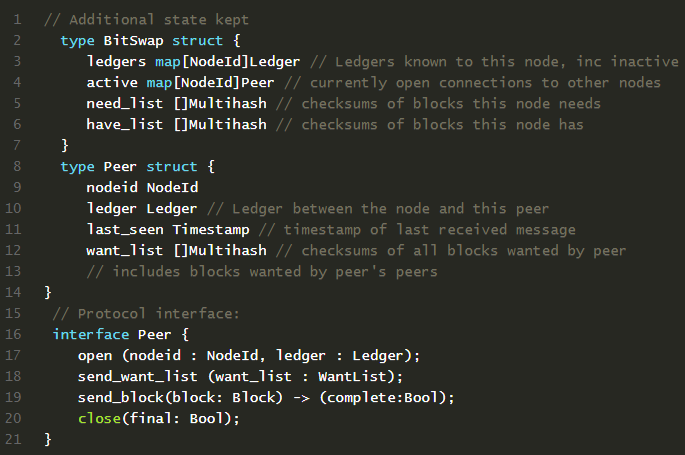 1 // Additional state kept
2 type BitSwap struct {
3 ledgers map[NodeId]Ledger // Ledgers known to this node, inc inactive
4 active map[NodeId]Peer // currently open connections to other nodes
5 need_list []Multihash // checksums of blocks this node needs
6 have_list []Multihash // checksums of blocks this node has
7 }
8 type Peer struct {
9 nodeid NodeId
10 ledger Ledger // Ledger between the node and this peer
11 last_seen Timestamp // timestamp of last received message
12 want_list []Multihash // checksums of all blocks wanted by peer
13 // includes blocks wanted by peer's peers
14 }
15 // Protocol interface:
16 interface Peer {
17 open (nodeid : NodeId, ledger : Ledger);
18 send_want_list (want_list : WantList);
19 send_block(block: Block) -> (complete:Bool);
20 close(final: Bool);
21 }